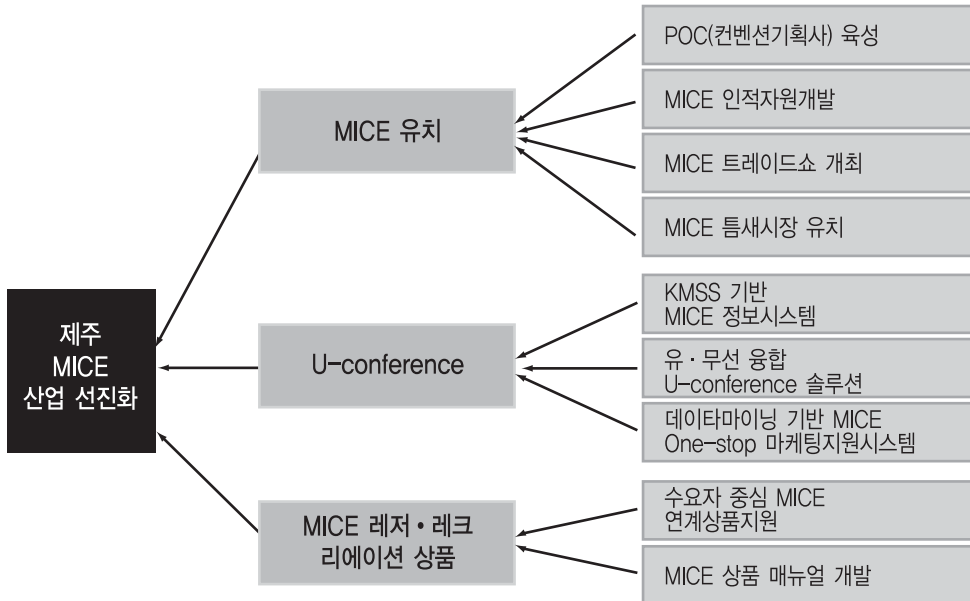 POC(컨벤션기획사) 육성
MICE 인적자원개발
MICE 유치
MICE 트레이드쇼 개최
MICE 틈새시장 유치
제주
MICE
산업 선진화
KMSS 기반
MICE 정보시스템
U-conference
유·무선 융합
U-conference 솔루션
데이타마이닝 기반 MICE
One-stop 마케팅지원시스템
MICE 레저·레크
리에이션 상품
수요자 중심 MICE
연계상품지원
MICE 상품 매뉴얼 개발